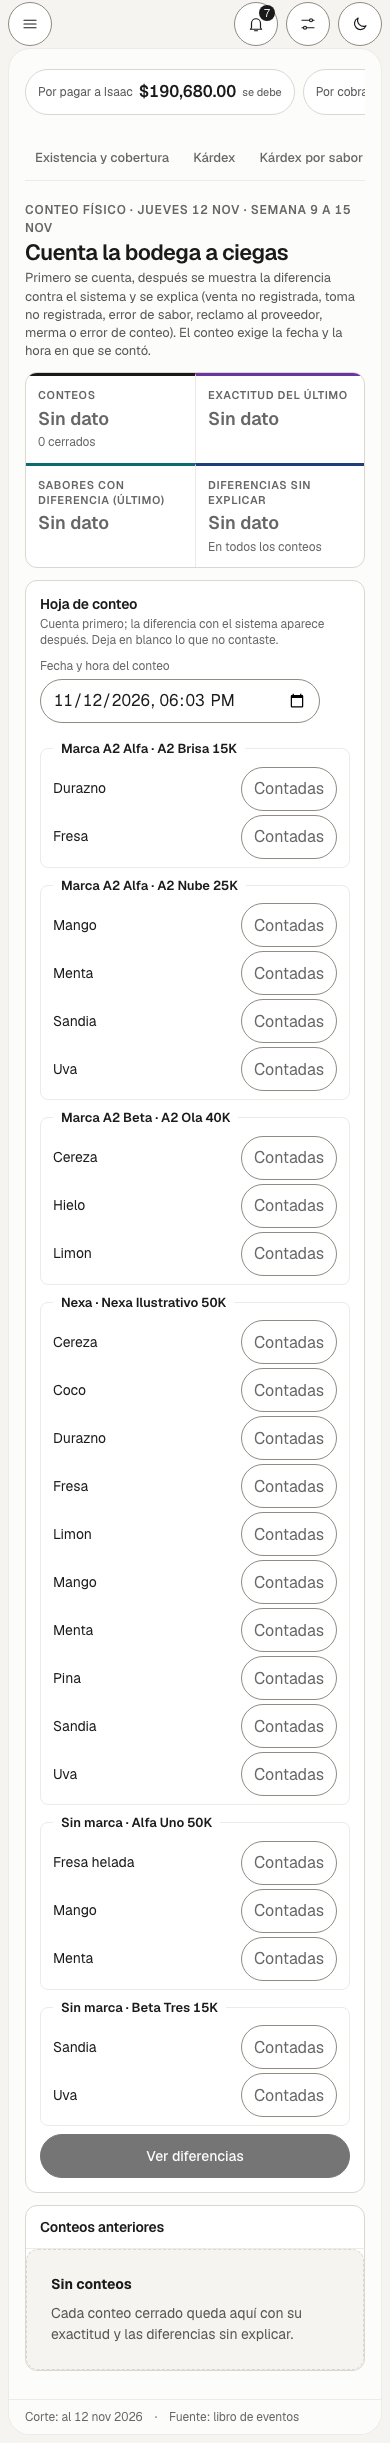 7
Por pagar a Isaac $190,680.00 se debe
Por cobra
Existencia y cobertura Kárdex Kárdex por sabor
CONTEO FÍSICO · JUEVES 12 NOV · SEMANA 9 A 15
NOV
Cuenta la bodega a ciegas
Primero se cuenta, después se muestra la diferencia
contra el sistema y se explica (venta no registrada, toma
no registrada, error de sabor, reclamo al proveedor,
merma o error de conteo). El conteo exige la fecha y la
hora en que se contó.
CONTEOS
Sin dato
0 cerrados
EXACTITUD DEL ÚLTIMO
Sin dato
SABORES CON
DIFERENCIA (ÚLTIMO)
Sin dato
DIFERENCIAS SIN
EXPLICAR
Sin dato
En todos los conteos
Hoja de conteo
Cuenta primero; la diferencia con el sistema aparece
después. Deja en blanco lo que no contaste.
Fecha y hora del conteo
11/12/2026, 06:03 PM
Marca A2 Alfa · A2 Brisa 15K
Durazno Contadas
Fresa Contadas
Marca A2 Alfa · A2 Nube 25K
Mango Contadas
Menta Contadas
Sandia Contadas
Uva Contadas
Marca A2 Beta · A2 Ola 40K
Cereza Contadas
Hielo Contadas
Limon Contadas
Nexa · Nexa Ilustrativo 50K
Cereza Contadas
Coco Contadas
Durazno Contadas
Fresa Contadas
Limon Contadas
Mango Contadas
Menta Contadas
Pina Contadas
Sandia Contadas
Uva Contadas
Sin marca · Alfa Uno 50K
Fresa helada Contadas
Mango Contadas
Menta Contadas
Sin marca · Beta Tres 15K
Sandia Contadas
Uva Contadas
Ver diferencias
Conteos anteriores
Sin conteos
Cada conteo cerrado queda aquí con su
exactitud y las diferencias sin explicar.
Corte: al 12 nov 2026 · Fuente: libro de eventos